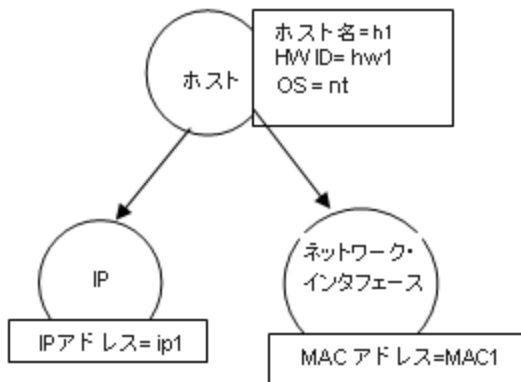 ホスト
ホスト名=h1
HW ID= hw1
OS = nt
IP
IPアドレス= ip1
ネットワーク・
インタフェース
MAC アドレス=MAC1